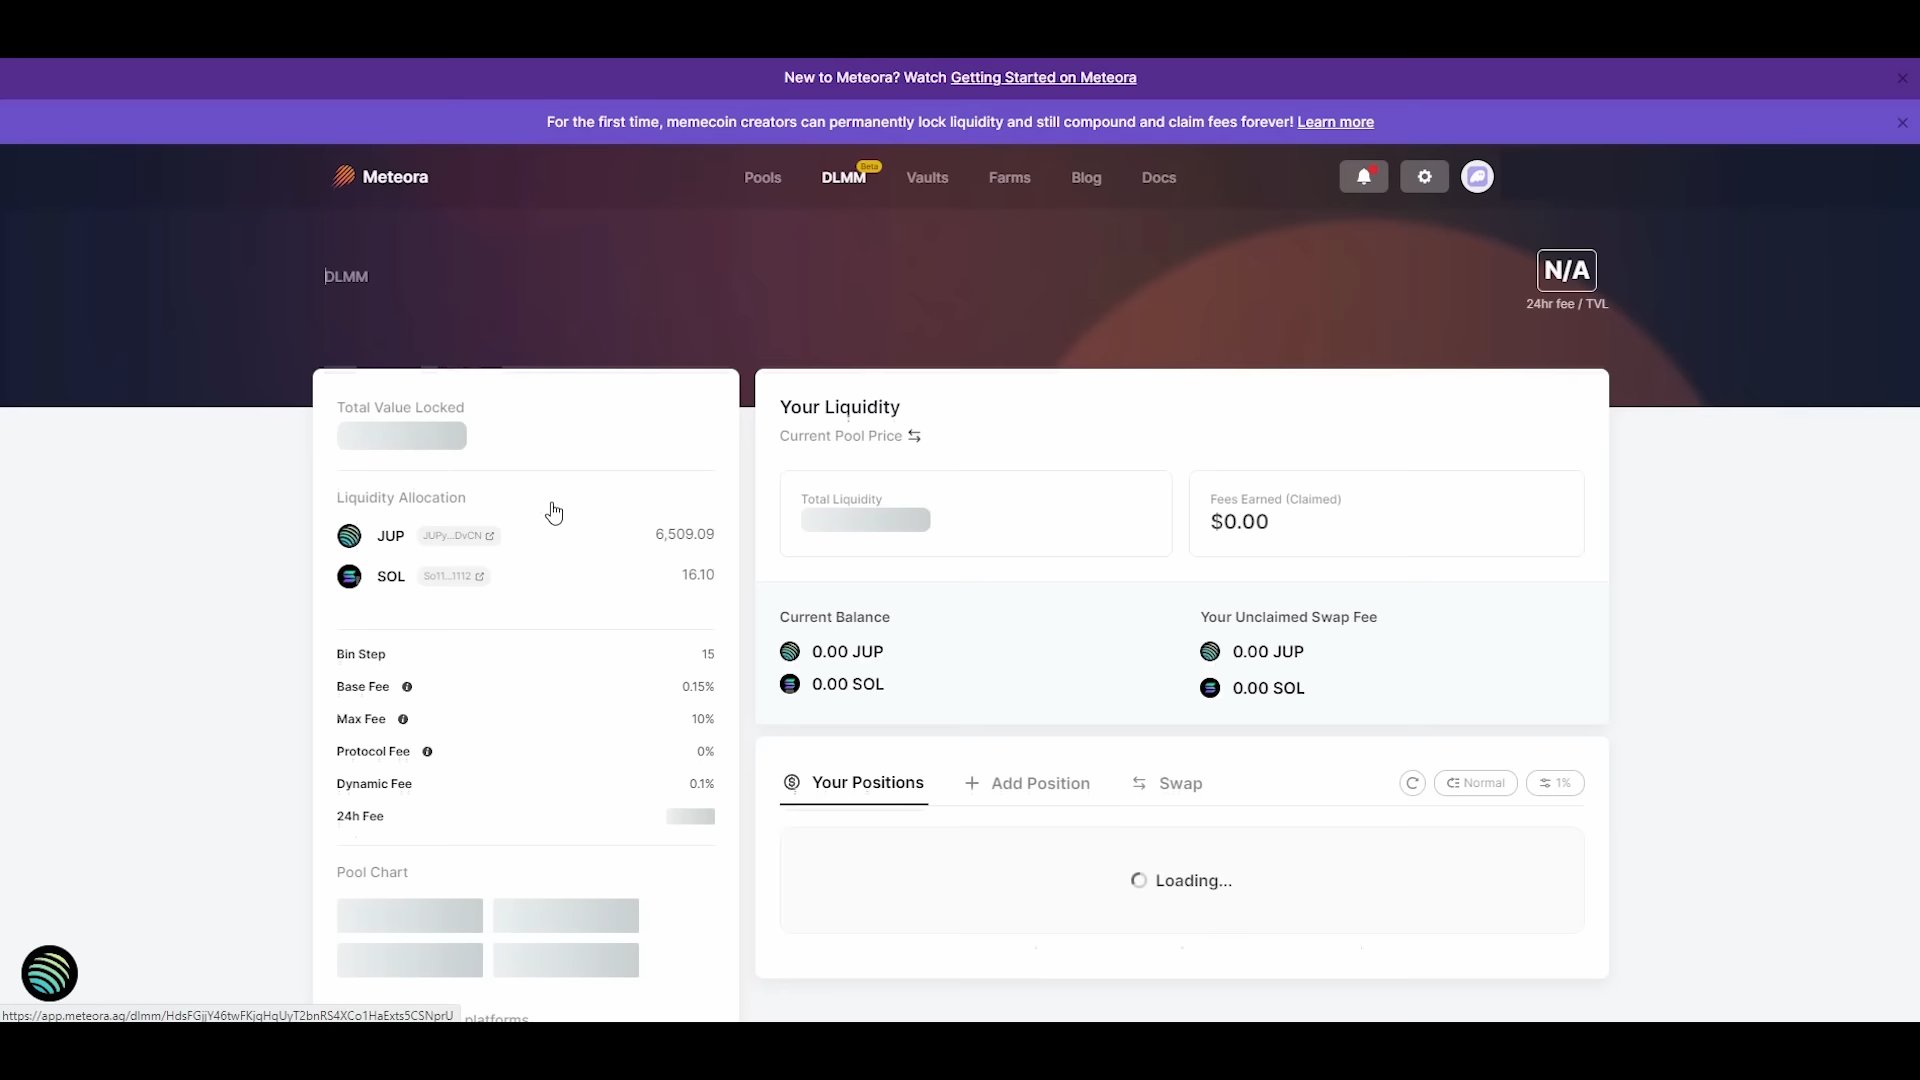 New to Meteora? Watch Getting Started on Meteora
For the first time, memecoin creators can permanently lock liquidity and still compound and claim fees forever! Learn more
Meteora
Pools
DLMM
Beta
Vaults
Farms
Blog
Docs
DLMM
N/A
24hr fee / TVL
Total Value Locked
Liquidity Allocation
JUP JUPy...DvCN 6,509.09
SOL So11...1112 16.10
Bin Step 15
Base Fee 0.15%
Max Fee 10%
Protocol Fee 0%
Dynamic Fee 0.1%
24h Fee
Pool Chart
platforms
Your Liquidity
Current Pool Price
Total Liquidity
Fees Earned (Claimed)
$0.00
Current Balance
0.00 JUP
0.00 SOL
Your Unclaimed Swap Fee
0.00 JUP
0.00 SOL
Your Positions
Add Position
Swap
Normal
1%
Loading...
https://app.meteora.ag/dlmm/HdsFGjjY46twFKjqHqUyT2bnRS4XCo1HaExts5CSNprU